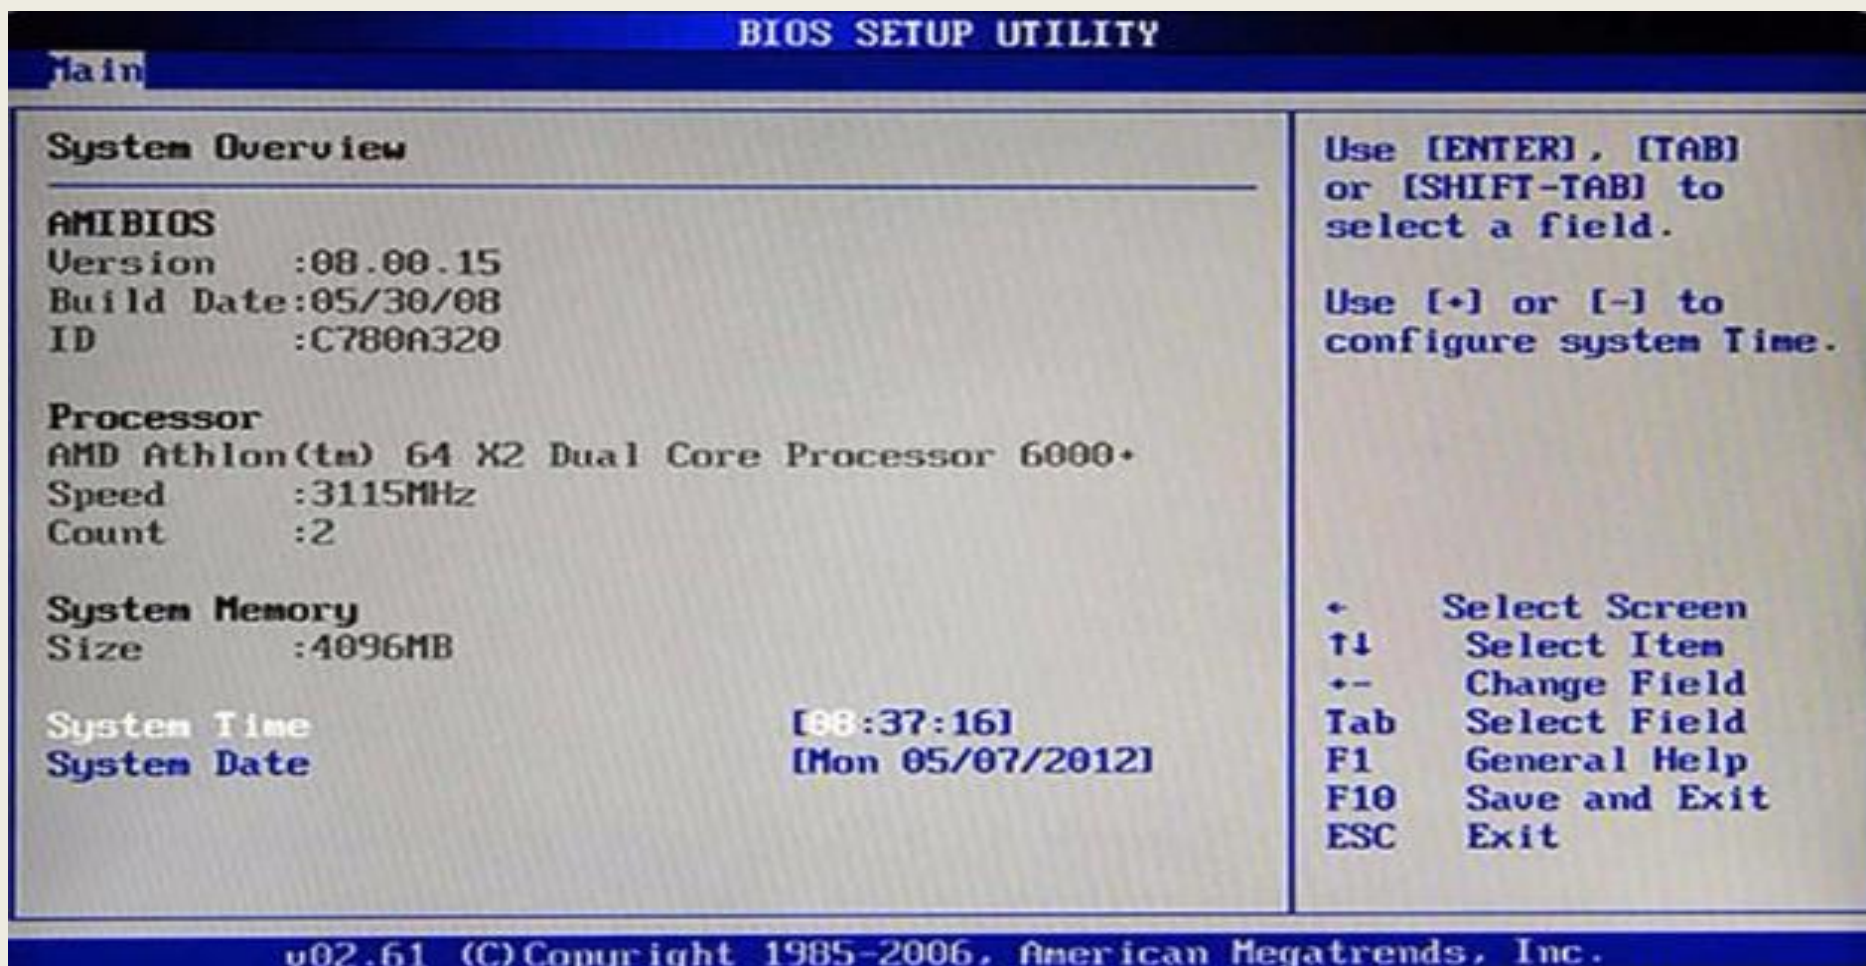 BIOS SETUP UTILITY
Main
System Overview
AMIBIOS
Version :08.00.15
Build Date:05/30/08
ID :C780A320
Processor
AMD Athlon(tm) 64 X2 Dual Core Processor 6000+
Speed :3115MHz
Count :2
System Memory
Size :4096MB
System Time [08:37:16]
System Date [Mon 05/07/2012]
Use [ENTER], [TAB]
or [SHIFT-TAB] to
select a field.
Use [+] or [-] to
configure system Time.
← Select Screen
↑↓ Select Item
+- Change Field
Tab Select Field
F1 General Help
F10 Save and Exit
ESC Exit
v02.61 (C)Copyright 1985-2006, American Megatrends, Inc.